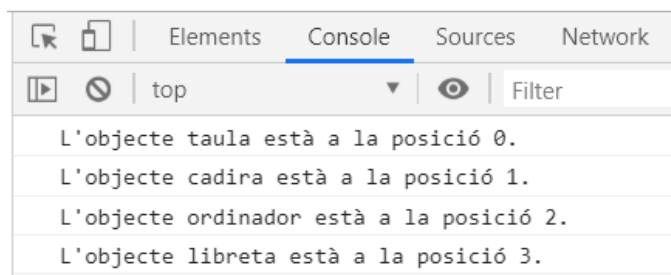 Elements Console Sources Network
top Filter
L'objecte taula està a la posició 0.
L'objecte cadira està a la posició 1.
L'objecte ordinador està a la posició 2.
L'objecte libreta està a la posició 3.